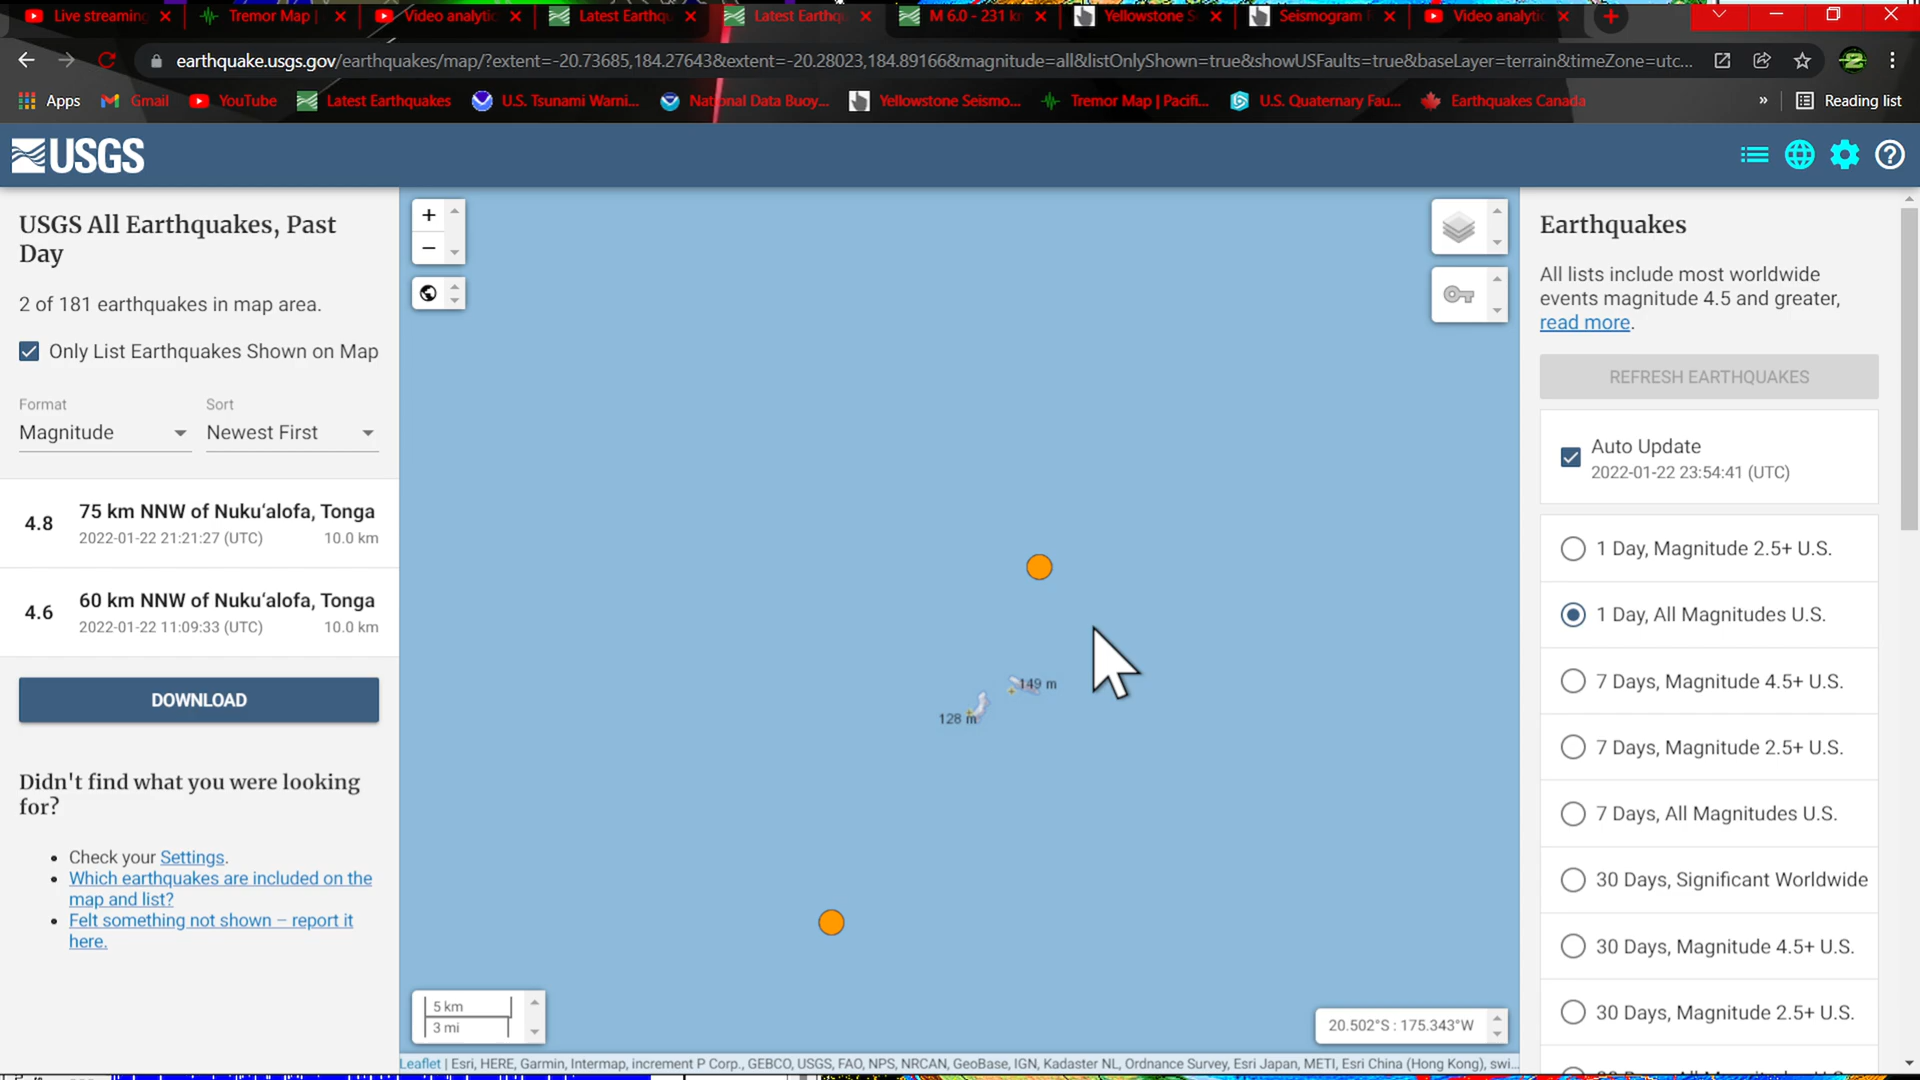 Live streaming
Tremor Map |
Video analytic
Latest Earthqu
Latest Earthqu
M 6.0 - 231 k
Yellowstone S
Seismogram
Video analytic
earthquake.usgs.gov/earthquakes/map/?extent=-20.73685,184.27643&extent=-20.28023,184.89166&magnitude=all&listOnlyShown=true&showUSFaults=true&baseLayer=terrain&timeZone=utc...
Apps
Gmail
YouTube
Latest Earthquakes
U.S. Tsunami Warni...
National Data Buoy...
Yellowstone Seismo...
Tremor Map | Pacifi...
U.S. Quaternary Fau...
Earthquakes Canada
»
Reading list
USGS
USGS All Earthquakes, Past
Day
2 of 181 earthquakes in map area.
Only List Earthquakes Shown on Map
Format
Sort
Magnitude
Newest First
4.8
75 km NNW of Nuku‘alofa, Tonga
2022-01-22 21:21:27 (UTC)
10.0 km
4.6
60 km NNW of Nuku‘alofa, Tonga
2022-01-22 11:09:33 (UTC)
10.0 km
DOWNLOAD
Didn't find what you were looking
for?
• Check your Settings.
• Which earthquakes are included on the
map and list?
• Felt something not shown – report it
here.
+
−
149 m
128 m
5 km
3 mi
20.502°S : 175.343°W
Leaflet | Esri, HERE, Garmin, Intermap, increment P Corp., GEBCO, USGS, FAO, NPS, NRCAN, GeoBase, IGN, Kadaster NL, Ordnance Survey, Esri Japan, METI, Esri China (Hong Kong), swi...
Earthquakes
All lists include most worldwide
events magnitude 4.5 and greater,
read more.
REFRESH EARTHQUAKES
Auto Update
2022-01-22 23:54:41 (UTC)
1 Day, Magnitude 2.5+ U.S.
1 Day, All Magnitudes U.S.
7 Days, Magnitude 4.5+ U.S.
7 Days, Magnitude 2.5+ U.S.
7 Days, All Magnitudes U.S.
30 Days, Significant Worldwide
30 Days, Magnitude 4.5+ U.S.
30 Days, Magnitude 2.5+ U.S.